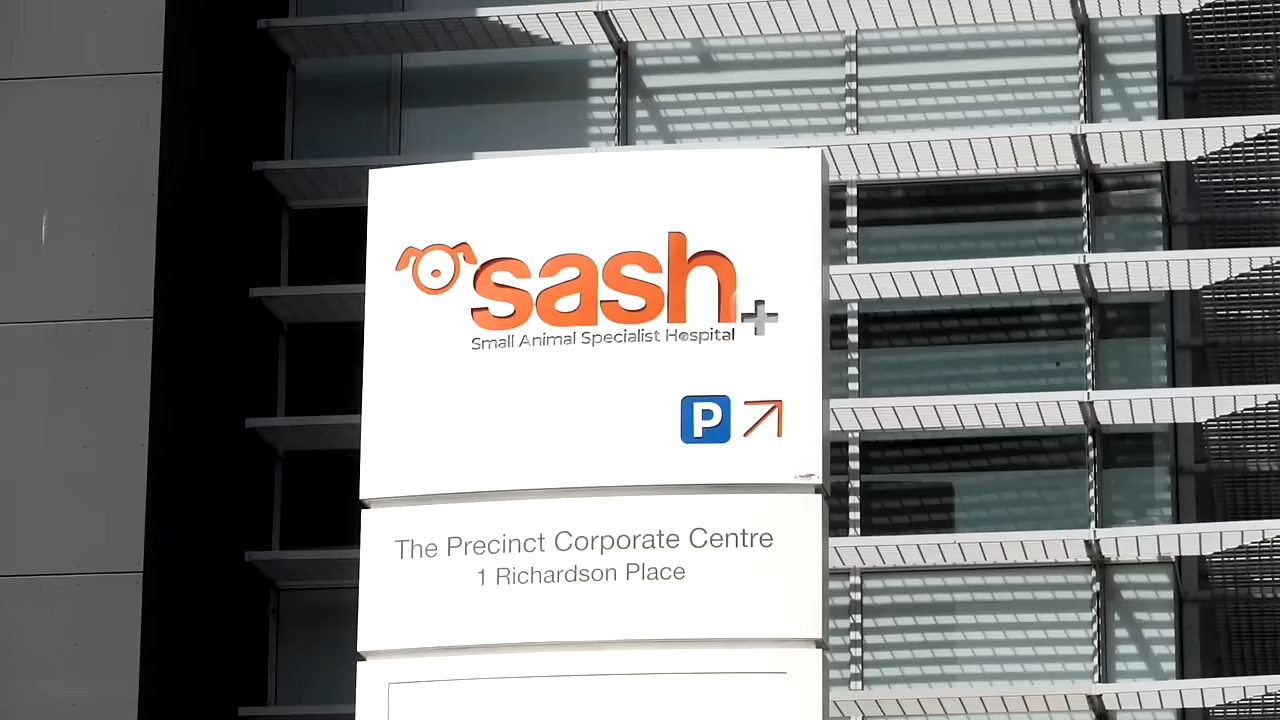 sash+
Small Animal Specialist Hospital
P
The Precinct Corporate Centre
1 Richardson Place